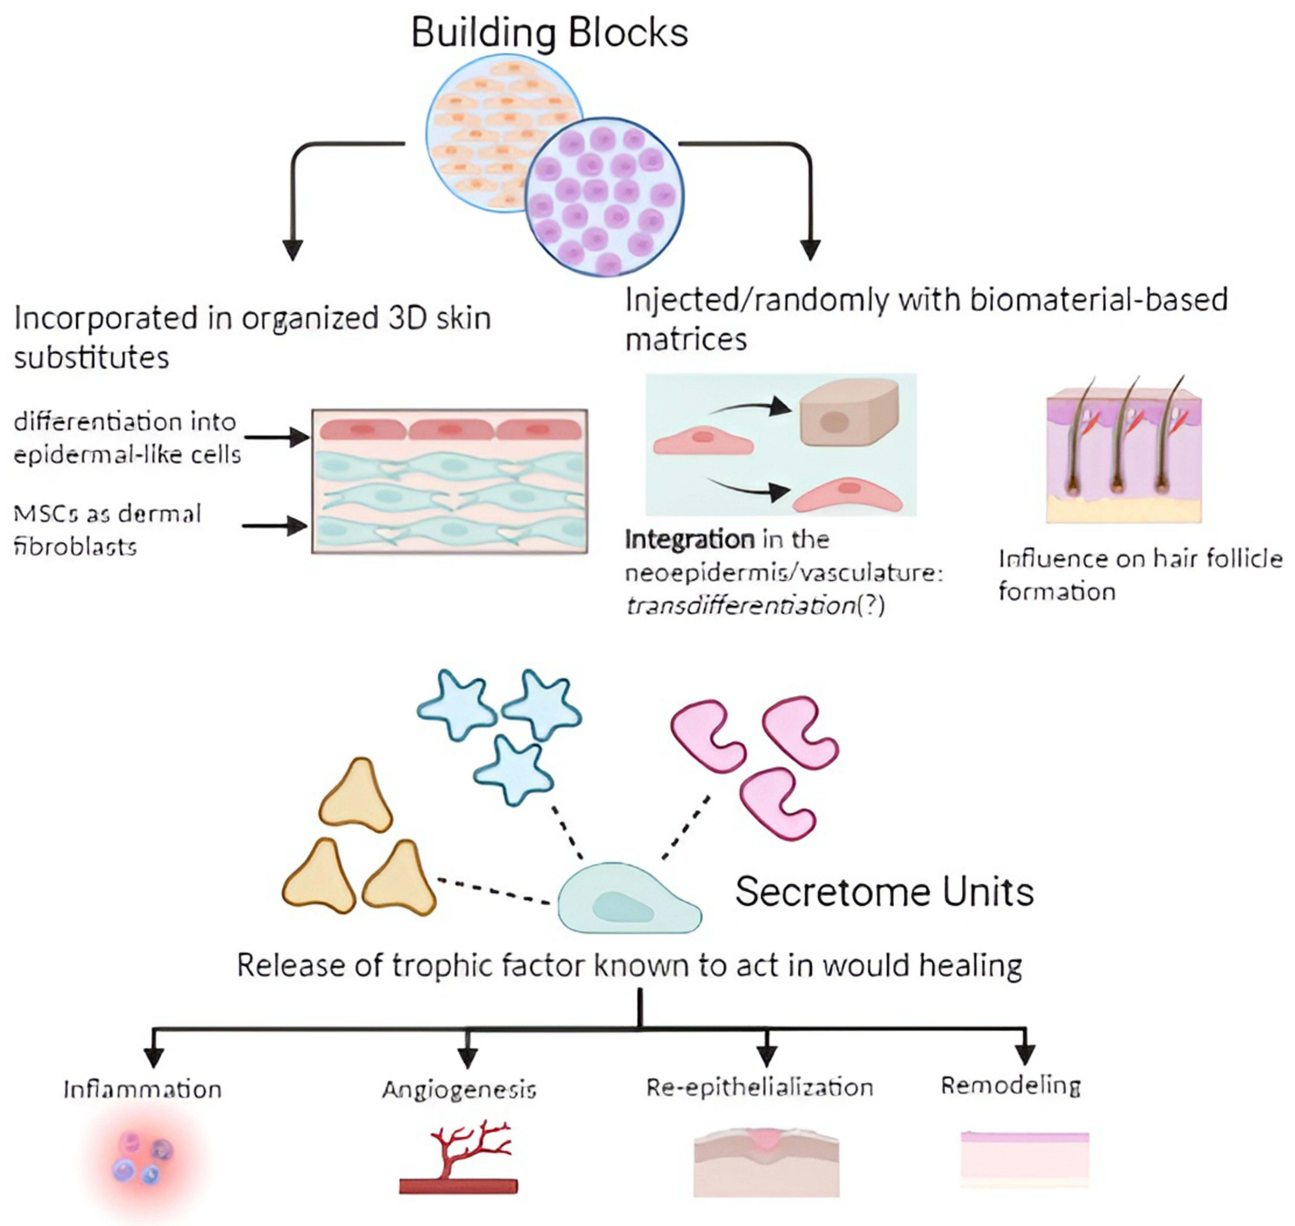 Building Blocks
Incorporated in organized 3D skin
substitutes
differentiation into
epidermal-like cells
MSCs as dermal
fibroblasts
Injected/randomly with biomaterial-based
matrices
Integration in the
neoepidermis/vasculature:
transdifferentiation(?)
Influence on hair follicle
formation
Secretome Units
Release of trophic factor known to act in would healing
Inflammation
Angiogenesis
Re-epithelialization
Remodeling